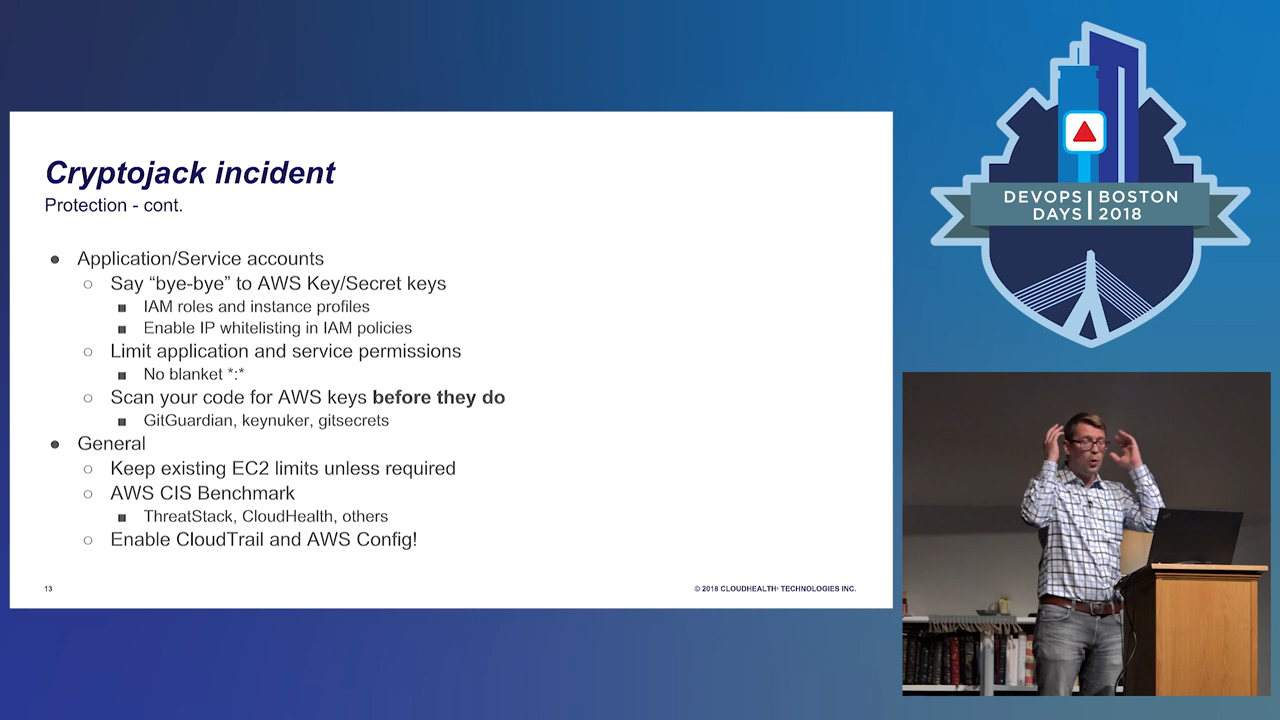 Cryptojack incident
Protection - cont.
● Application/Service accounts
○ Say “bye-bye” to AWS Key/Secret keys
■ IAM roles and instance profiles
■ Enable IP whitelisting in IAM policies
○ Limit application and service permissions
■ No blanket *:*
○ Scan your code for AWS keys before they do
■ GitGuardian, keynuker, gitsecrets
● General
○ Keep existing EC2 limits unless required
○ AWS CIS Benchmark
■ ThreatStack, CloudHealth, others
○ Enable CloudTrail and AWS Config!
13
© 2018 CLOUDHEALTH® TECHNOLOGIES INC.
DEVOPS | BOSTON
DAYS | 2018